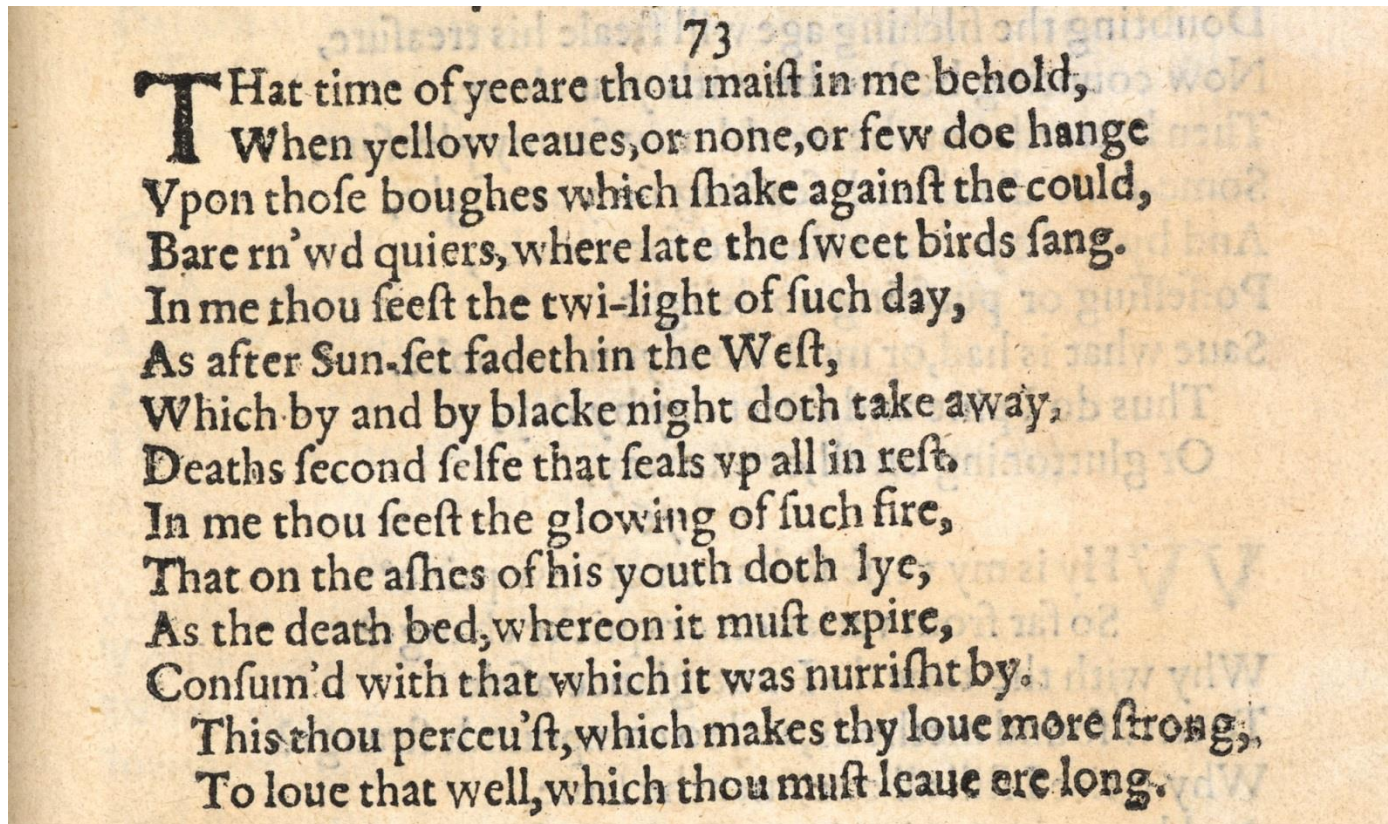 73
THat time of yeeare thou maiſt in me behold,
When yellow leaues, or none, or few doe hange
Vpon thoſe boughes which ſhake againſt the could,
Bare rn'wd quiers, where late the ſweet birds ſang.
In me thou ſeeſt the twi-light of ſuch day,
As after Sun-ſet fadeth in the Weſt,
Which by and by blacke night doth take away,
Deaths ſecond ſelfe that ſeals vp all in reſt.
In me thou ſeeſt the glowing of ſuch fire,
That on the aſhes of his youth doth lye,
As the death bed, whereon it muſt expire,
Conſum'd with that which it was nurriſht by.
This thou perceu'ſt, which makes thy loue more ſtrong,
To loue that well, which thou muſt leaue ere long.